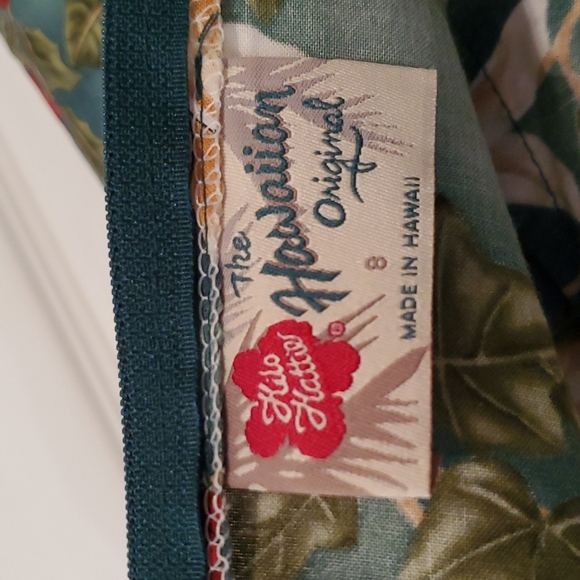 Hilo
Hattie
®
The
Hawaiian
Original
8
MADE IN HAWAII